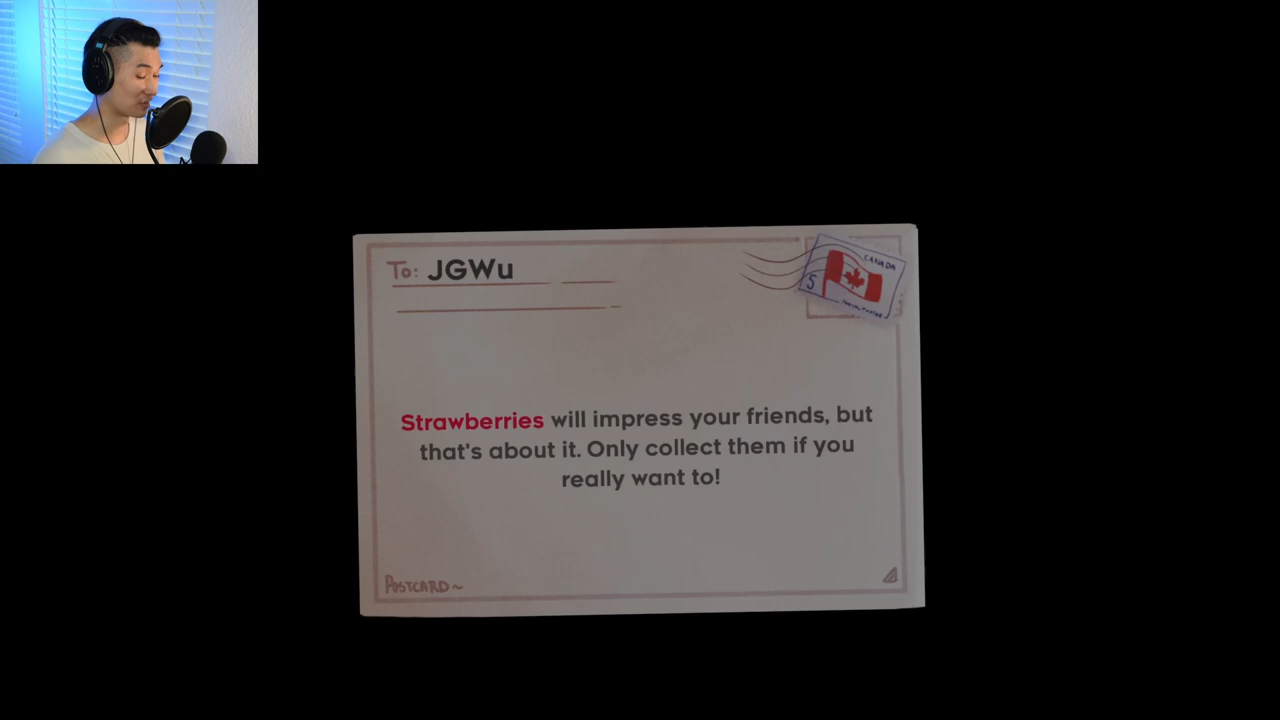 To: JGWu
CANADA
5
Strawberries will impress your friends, but
that's about it. Only collect them if you
really want to!
POSTCARD~